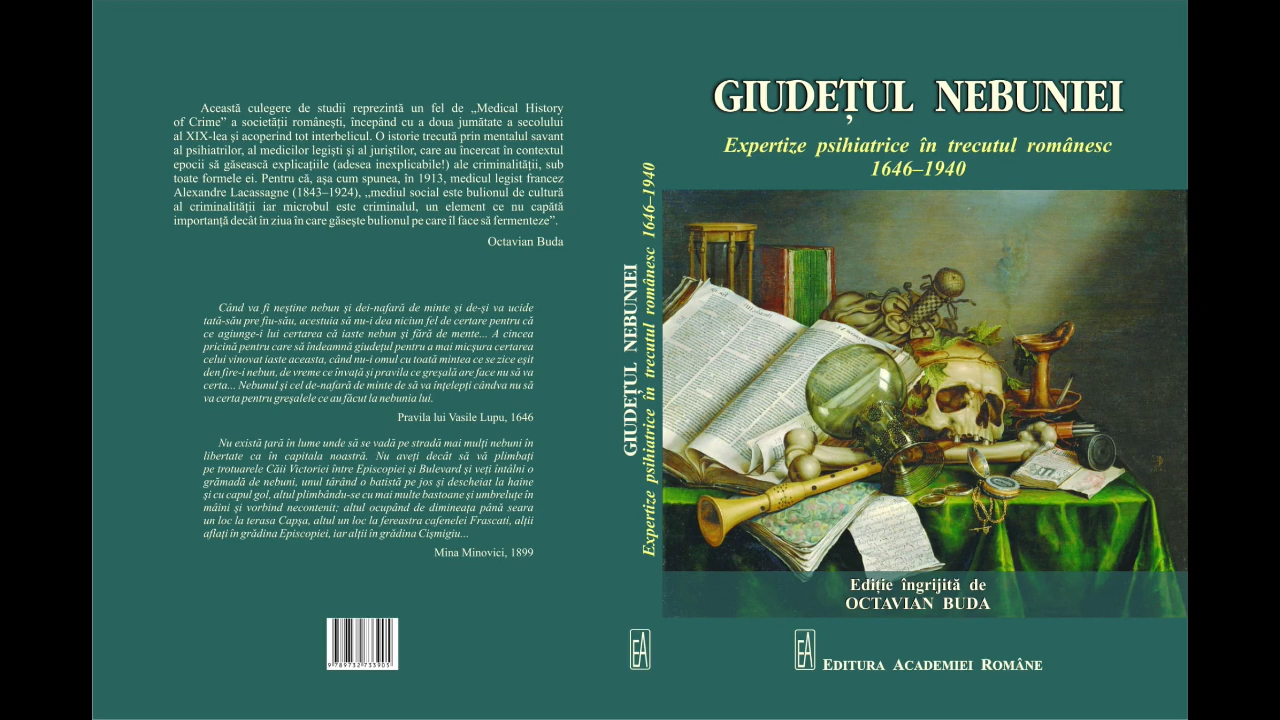 Această culegere de studii reprezintă un fel de „Medical History
of Crime” a societății românești, începând cu a doua jumătate a secolului
al XIX-lea și acoperind tot interbelicul. O istorie trecută prin mentalul savant
al psihiatrilor, al medicilor legiști și al juriștilor, care au încercat în contextul
epocii să găsească explicațiile (adesea inexplicabile!) ale criminalității, sub
toate formele ei. Pentru că, așa cum spunea, în 1913, medicul legist francez
Alexandre Lacassagne (1843–1924), „mediul social este bulionul de cultură
al criminalității iar microbul este criminalul, un element ce nu capătă
importanță decât în ziua în care găsește bulionul pe care îl face să fermenteze”.
Octavian Buda
Când va fi neștine nebun și dei-nafară de minte și de-și va ucide
tată-său pre fiu-său, acestuia să nu-i dea niciun fel de certare pentru că
ce agiunge-i lui certarea că iaste nebun și fără de mente... A cincea
pricină pentru care să îndeamnă giudețul pentru a mai micșura certarea
celui vinovat iaste aceasta, când nu-i omul cu toată mintea ce se zice eșit
den fire-i nebun, de vreme ce învață și pravila ce greșală are face nu să va
certa... Nebunul și cel de-nafară de minte de să va înțelepți cândva nu să
va certa pentru greșalele ce au făcut la nebunia lui.
Pravila lui Vasile Lupu, 1646
Nu există țară în lume unde să se vadă pe stradă mai mulți nebuni în
libertate ca în capitala noastră. Nu aveți decât să vă plimbați
pe trotuarele Căii Victoriei între Episcopiei și Bulevard și veți întâlni o
grămadă de nebuni, unul târând o batistă pe jos și descheiat la haine
și cu capul gol, altul plimbându-se cu mai multe bastoane și umbreluțe în
mâini și vorbind necontenit; altul ocupând de dimineața până seara
un loc la terasa Capșa, altul un loc la fereastra cafenelei Frascati, alții
aflați în grădina Episcopiei, iar alții în grădina Cișmigiu...
Mina Minovici, 1899
9 789732 733905
GIUDEȚUL NEBUNIEI
Expertize psihiatrice în trecutul românesc 1646–1940
EA
GIUDEȚUL NEBUNIEI
Expertize psihiatrice în trecutul românesc
1646–1940
Ediție îngrijită de
OCTAVIAN BUDA
EA EDITURA ACADEMIEI ROMÂNE